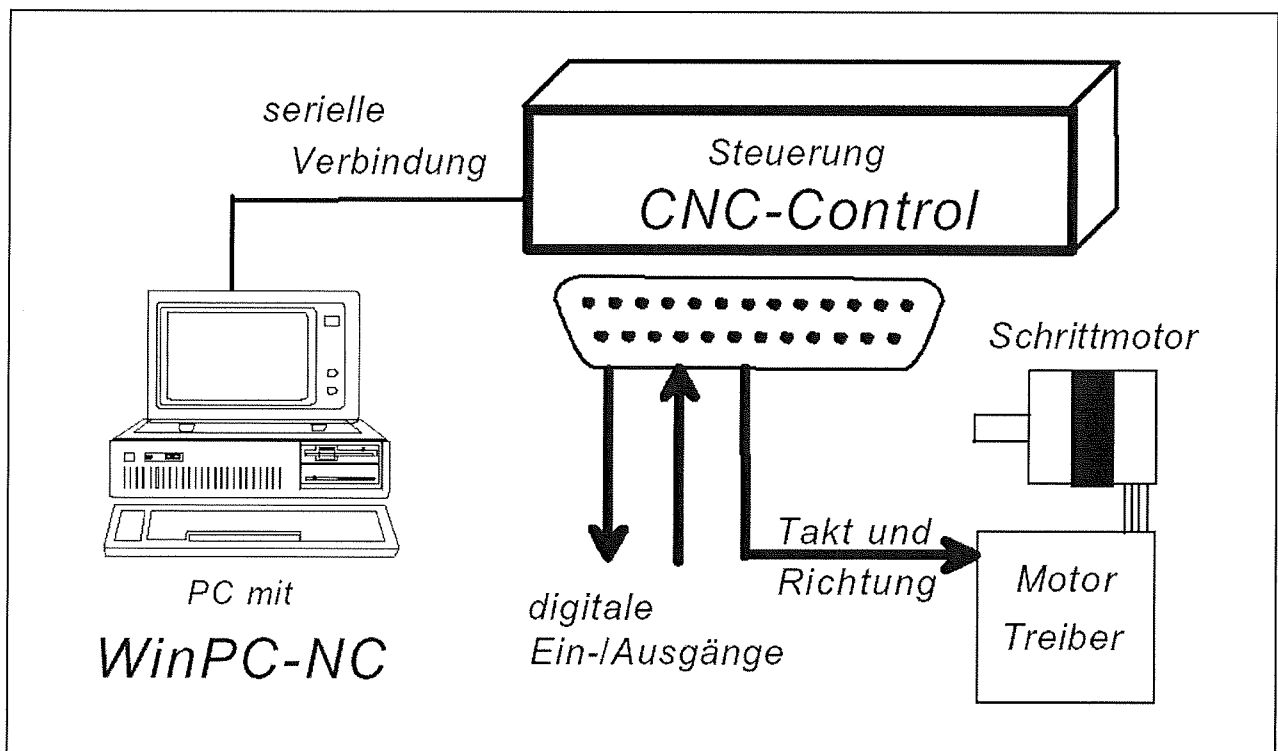 serielle
Verbindung
Steuerung
CNC-Control
Schrittmotor
Takt und
Richtung
Motor
Treiber
digitale
Ein-/Ausgänge
PC mit
WinPC-NC